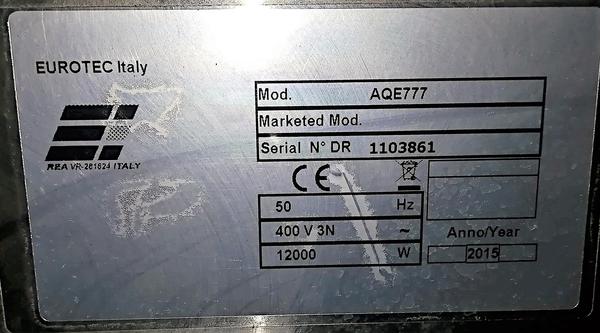 EUROTEC Italy
REA VR-281824 ITALY
Mod. AQE777
Marketed Mod.
Serial N° DR 1103861
CE
50 Hz
400 V 3N ~
12000 W
Anno/Year
2015